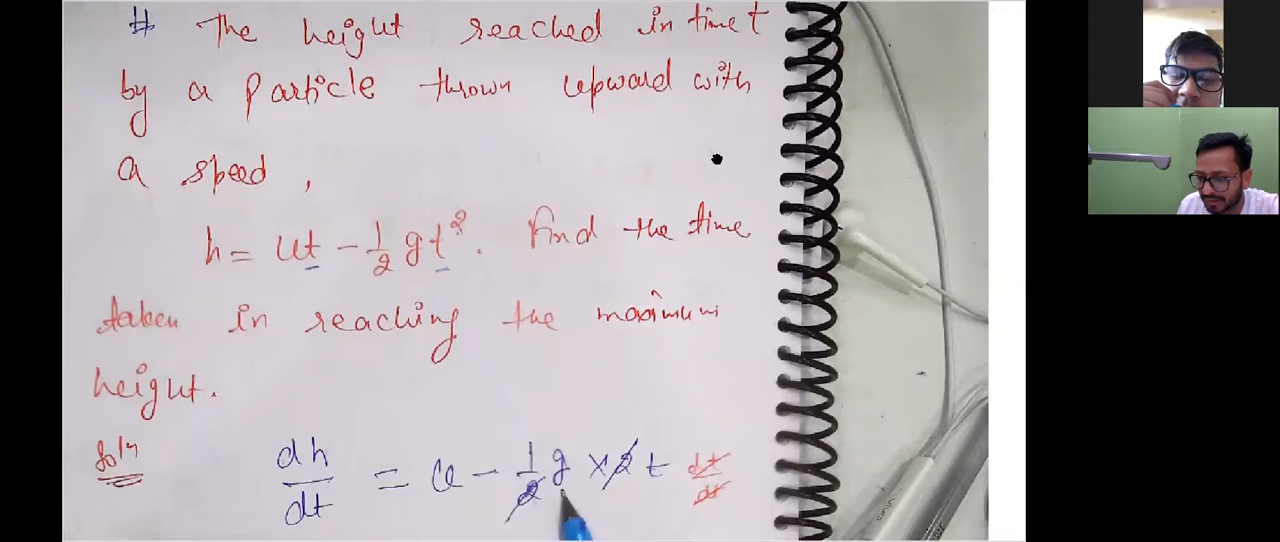 # The height reached in time t
by a particle thrown upward with
a speed,
h = ut - 1/2 gt². Find the time
taken in reaching the maximum
height.
Soln dh/dt = u - 1/2 g × 2 t dt/dt